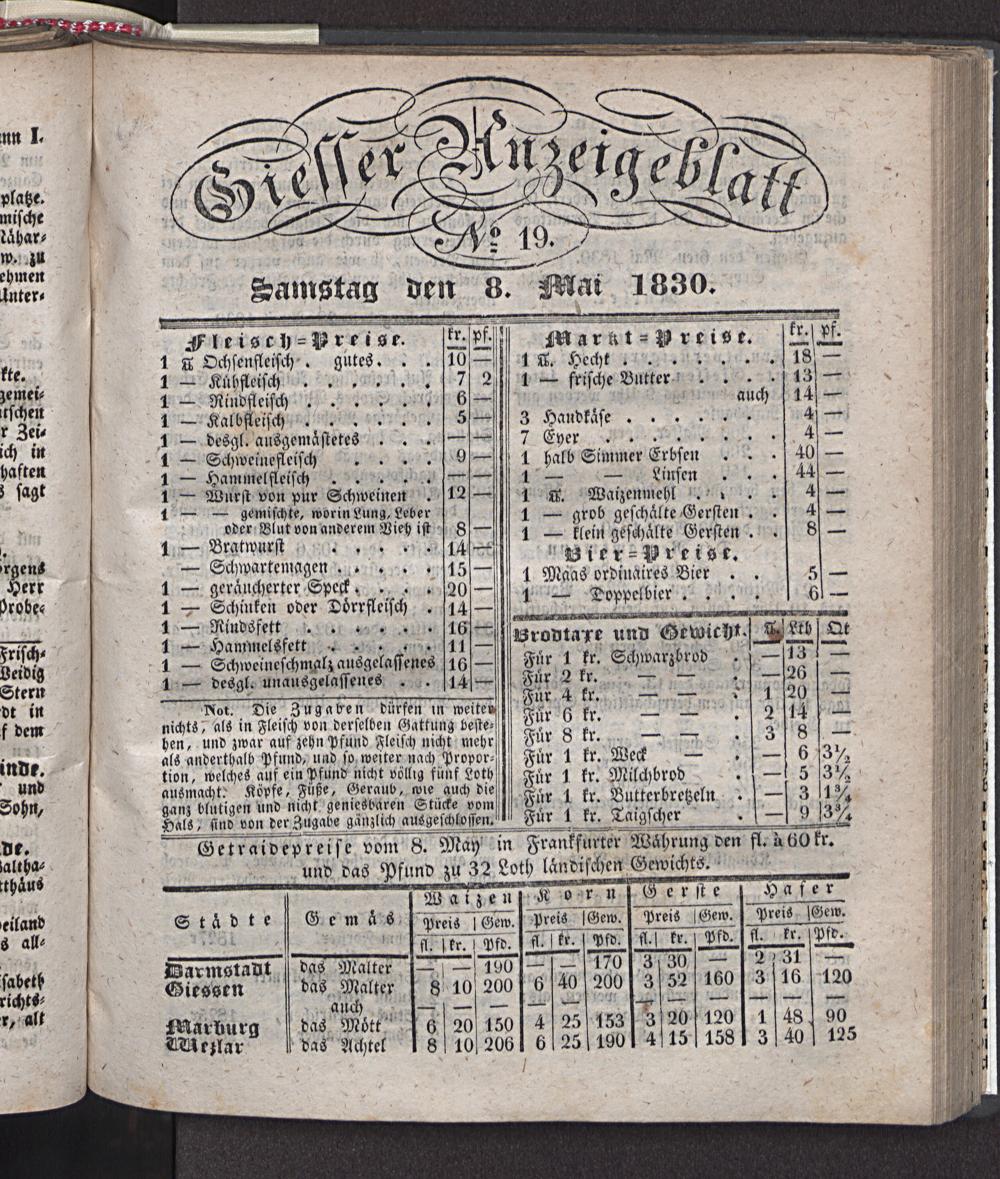 Giesser Anzeigeblatt
No 19.
Samstag den 8. Mai 1830.
Fleisch=Preise. kr. pf.
1 ℔ Ochsenfleisch . gutes. . . 10 —
1 — Kühfleisch . . . . . 7 2
1 — Rindfleisch . . . . . 6 —
1 — Kalbfleisch . . . . . 5 —
1 — desgl. ausgemästetes . . . — —
1 — Schweinefleisch . . . . 9 —
1 — Hammelsfleisch . . . . — —
1 — Wurst von pur Schweinen 12 —
1 — — gemischte, worin Lung, Leber
oder Blut von anderem Vieh ist 8 —
1 — Bratwurst . . . . . 14 —
— Schwartemagen . . . . 15 —
1 — geräucherter Speck . . . . 20 —
1 — Schinken oder Dörrfleisch . 14 —
1 — Rindsfett . . . . . 16 —
1 — Hammelsfett . . . . 11 —
1 — Schweineschmalz ausgelassenes 16 —
1 — desgl. unausgelassenes . . 14 —
Not. Die Zugaben dürfen in weiter
nichts, als in Fleisch von derselben Gattung beste-
hen, und zwar auf zehn Pfund Fleisch nicht mehr
als anderthalb Pfund, und so weiter nach Propor-
tion, welches auf ein Pfund nicht völlig fünf Loth
ausmacht. Köpfe, Füße, Geraub, wie auch die
ganz blutigen und nicht geniesbaren Stücke vom
Hals, sind von der Zugabe gänzlich ausgeschlossen.
Markt=Preise. kr. pf.
1 ℔. Hecht . . . . . 18 —
1 — frische Butter . . . . 13 —
auch 14 —
3 Handkäse . . . . . . 4 —
7 Eyer . . . . . . . 4 —
1 halb Simmer Erbsen . . . 40 —
1 — — Linsen . . . 44 —
1 ℔. Waizenmehl . . . . 4 —
1 — grob geschälte Gersten . . 4 —
1 — klein geschälte Gersten . . 8 —
Bier=Preise.
1 Maas ordinaires Bier . . 5 —
1 — Doppelbier . . . . 6 —
Brodtaxe und Gewicht. ℔. Lth Qt
Für 1 kr. Schwarzbrod . — 13 —
Für 2 kr. — — . — 26 —
Für 4 kr. — — . 1 20 —
Für 6 kr. — — . 2 14 —
Für 8 kr. — — . 3 8 —
Für 1 kr. Weck . — 6 3½
Für 1 kr. Milchbrod . — 5 3½
Für 1 kr. Butterbretzeln . — 3 1¾
Für 1 kr. Taigscher . — 9 3¾
Getraidepreise vom 8. May in Frankfurter Währung den fl. à 60 kr.
und das Pfund zu 32 Loth ländischen Gewichts.
Städte Gemäs Waizen Korn Gerste Hafer
Preis Gew. Preis Gew. Preis Gew. Preis Gew.
fl. kr. Pfd. fl. kr. Pfd. fl. kr. Pfd. fl. kr. Pfd.
Darmstadt das Malter — — 190 — — 170 3 30 — 2 31 —
Giessen das Malter 8 10 200 6 40 200 3 52 160 3 16 120
auch — — — — — — — — — — — —
Marburg das Mött 6 20 150 4 25 153 3 20 120 1 48 90
Wezlar das Achtel 8 10 206 6 25 190 4 15 158 3 40 125